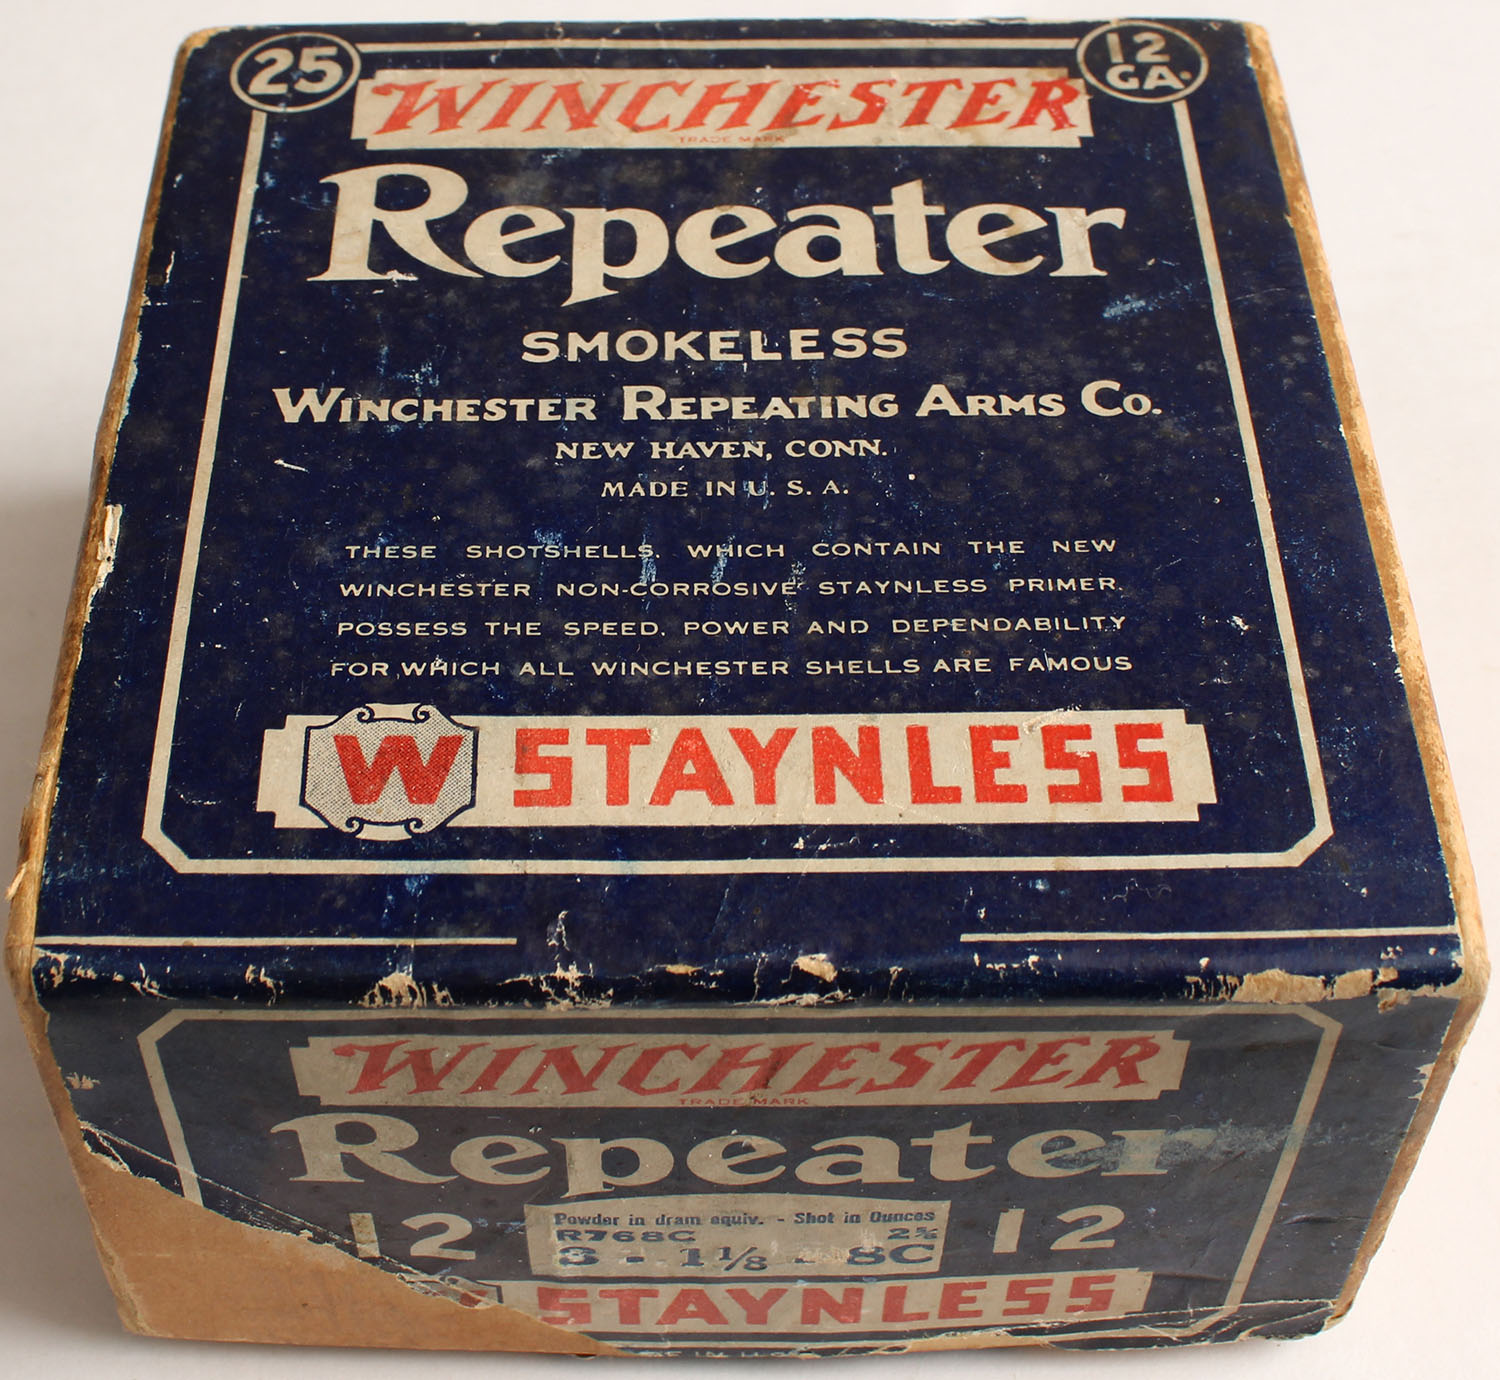 25
12 GA.
WINCHESTER
TRADE MARK
Repeater
SMOKELESS
WINCHESTER REPEATING ARMS CO.
NEW HAVEN, CONN.
MADE IN U. S. A.
THESE SHOTSHELLS, WHICH CONTAIN THE NEW
WINCHESTER NON-CORROSIVE STAYNLESS PRIMER,
POSSESS THE SPEED, POWER AND DEPENDABILITY
FOR WHICH ALL WINCHESTER SHELLS ARE FAMOUS
W STAYNLESS
WINCHESTER
TRADE MARK
Repeater
12
Powder in dram equiv. - Shot in Ounces
R768C 2⅝
3 - 1⅛ - 8C
12
STAYNLESS